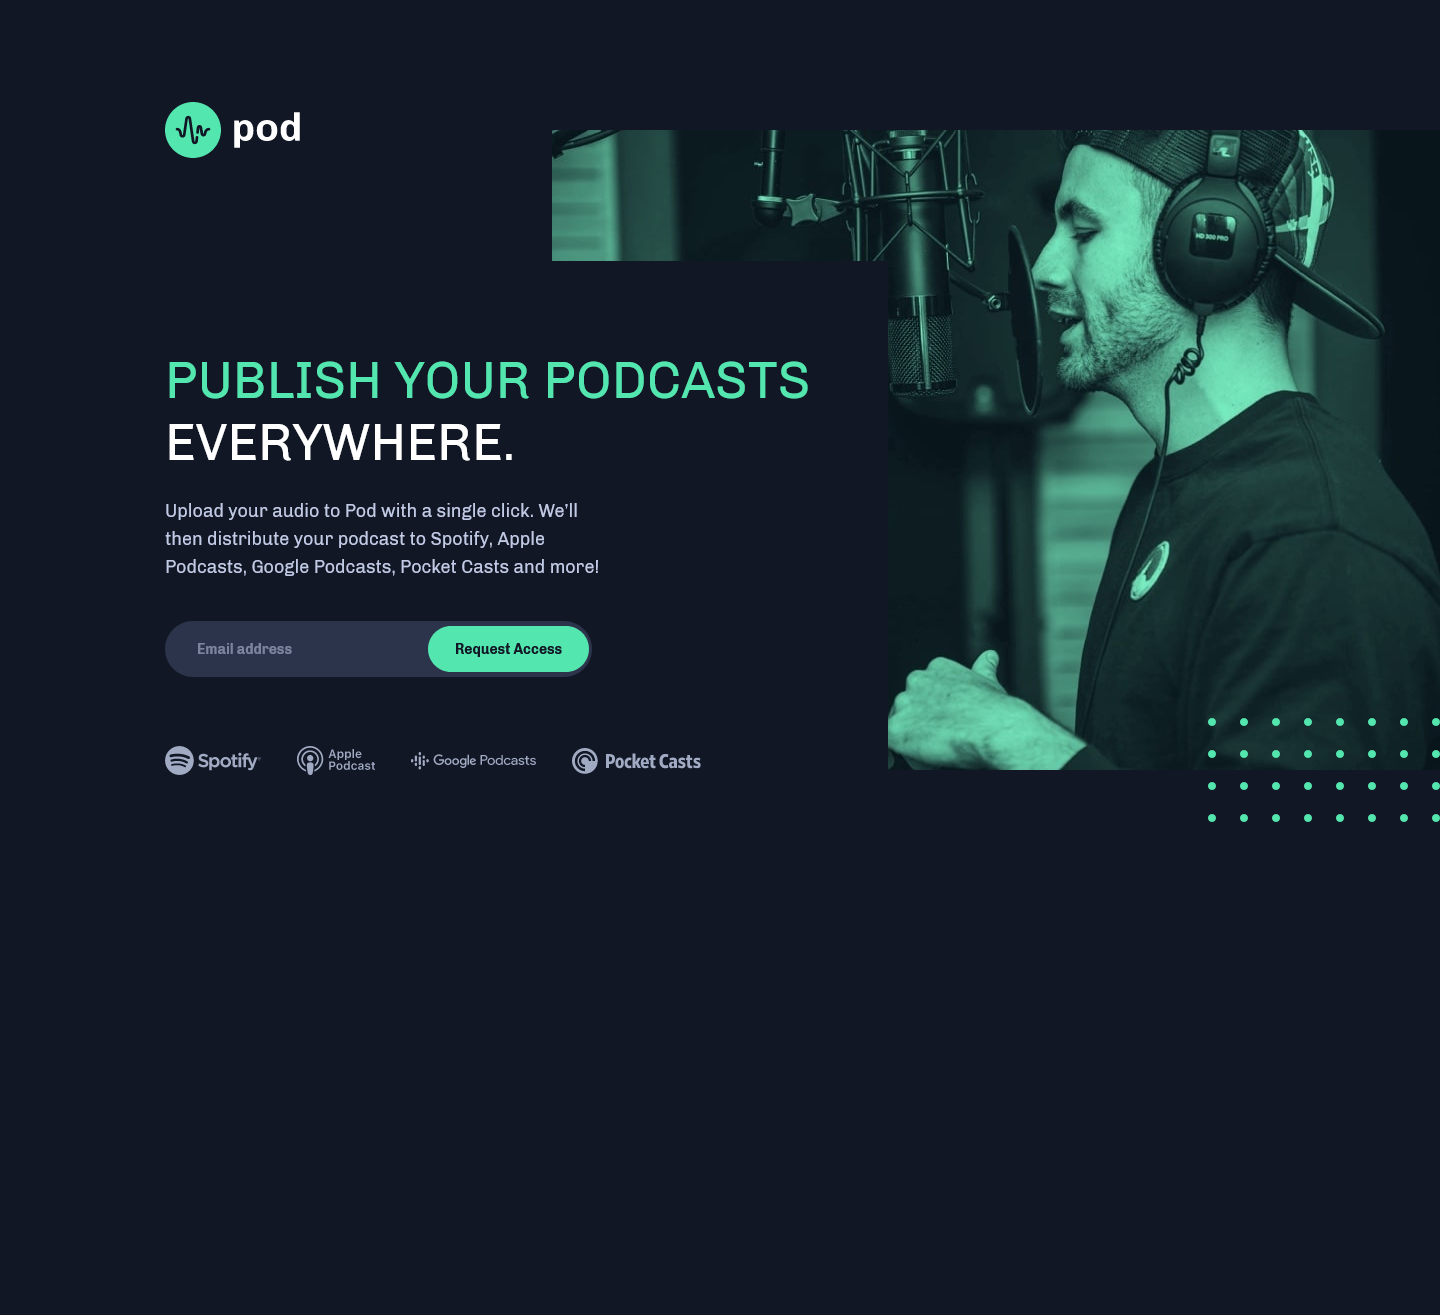 pod
HD 300 PRO
PUBLISH YOUR PODCASTS
EVERYWHERE.
Upload your audio to Pod with a single click. We’ll
then distribute your podcast to Spotify, Apple
Podcasts, Google Podcasts, Pocket Casts and more!
Email address
Request Access
Spotify
Apple
Podcast
Google Podcasts
Pocket Casts